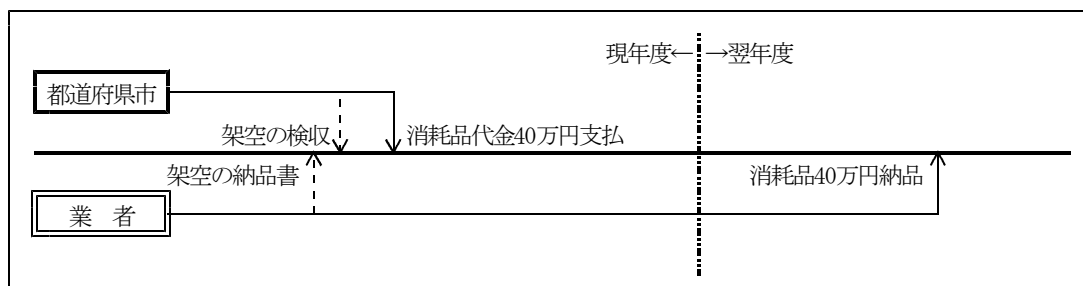 現年度← →翌年度
都道府県市
架空の検収 消耗品代金40万円支払
架空の納品書 消耗品40万円納品
業 者